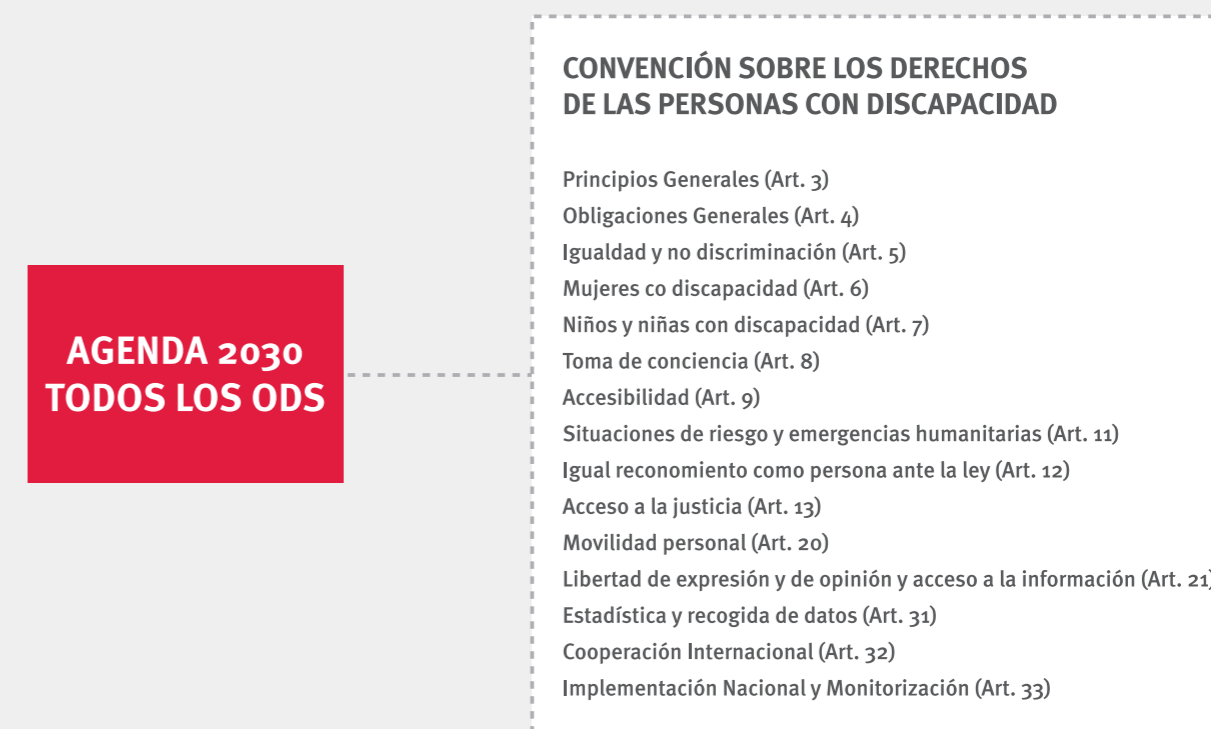 CONVENCIÓN SOBRE LOS DERECHOS
DE LAS PERSONAS CON DISCAPACIDAD
Principios Generales (Art. 3)
Obligaciones Generales (Art. 4)
Igualdad y no discriminación (Art. 5)
Mujeres co discapacidad (Art. 6)
Niños y niñas con discapacidad (Art. 7)
Toma de conciencia (Art. 8)
Accesibilidad (Art. 9)
Situaciones de riesgo y emergencias humanitarias (Art. 11)
Igual reconomiento como persona ante la ley (Art. 12)
Acceso a la justicia (Art. 13)
Movilidad personal (Art. 20)
Libertad de expresión y de opinión y acceso a la información (Art. 21)
Estadística y recogida de datos (Art. 31)
Cooperación Internacional (Art. 32)
Implementación Nacional y Monitorización (Art. 33)
AGENDA 2030
TODOS LOS ODS